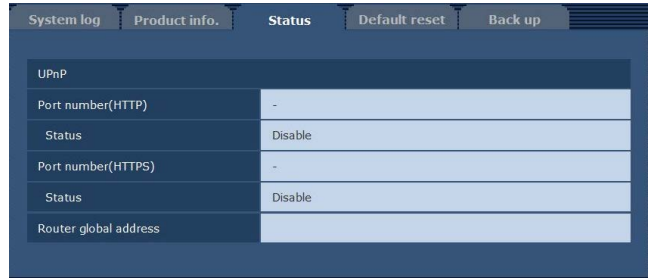 System log Product info. Status Default reset Back up
UPnP
Port number(HTTP) -
Status Disable
Port number(HTTPS) -
Status Disable
Router global address